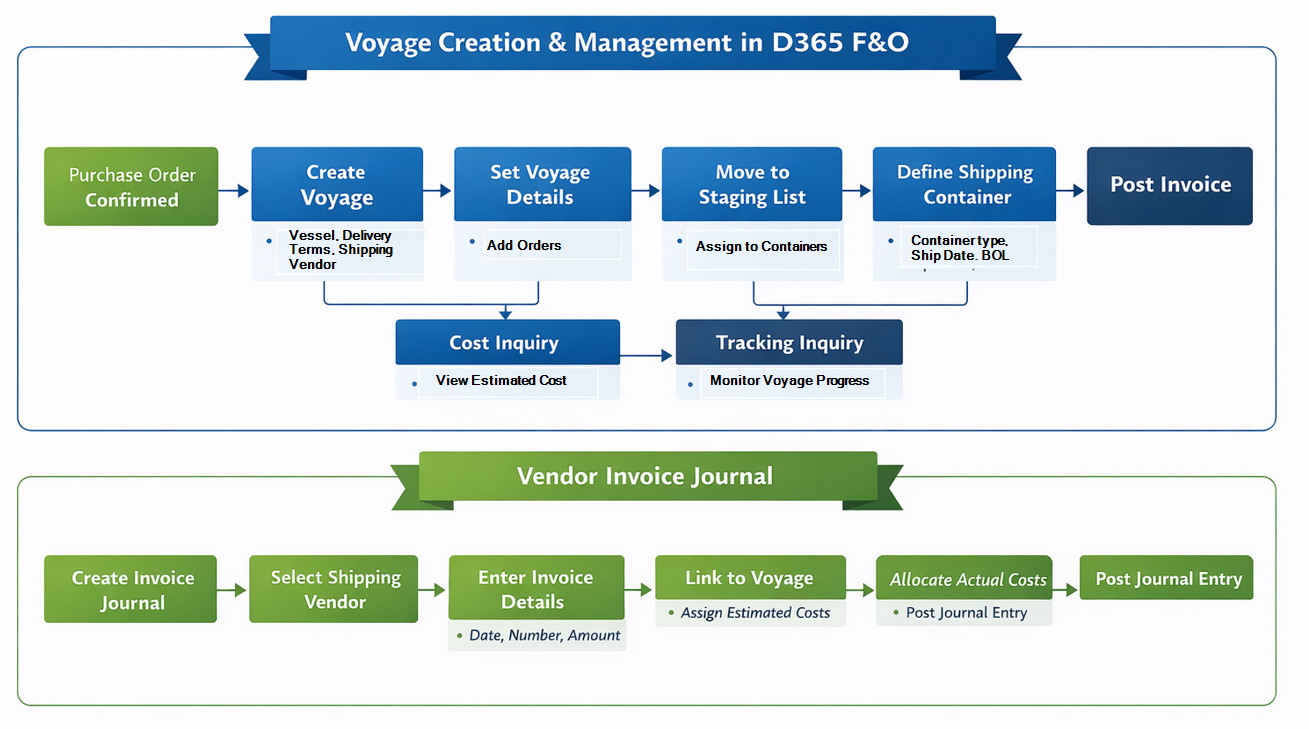 Voyage Creation & Management in D365 F&O
Purchase Order
Confirmed
Create
Voyage
• Vessel, Delivery
Terms, Shipping
Vendor
Set Voyage
Details
• Add Orders
Move to
Staging List
• Assign to Containers
Define Shipping
Container
• Container type,
Ship Date. BOL
Post Invoice
Cost Inquiry
• View Estimated Cost
Tracking Inquiry
• Monitor Voyage Progress
Vendor Invoice Journal
Create Invoice
Journal
Select Shipping
Vendor
Enter Invoice
Details
• Date, Number, Amount
Link to Voyage
• Assign Estimated Costs
Allocate Actual Costs
• Post Journal Entry
Post Journal Entry